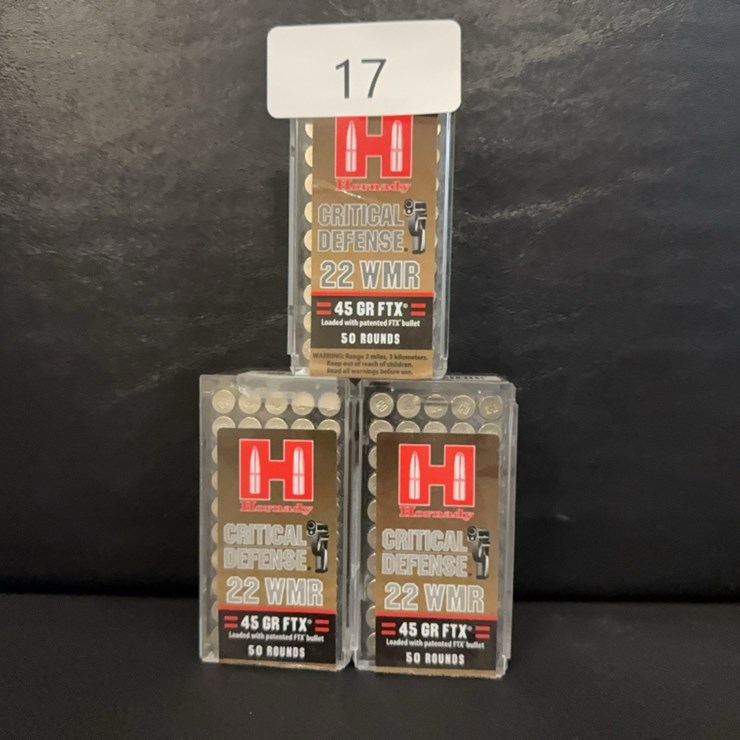 17
H
Hornady
CRITICAL
DEFENSE®
22 WMR
45 GR FTX®
Loaded with patented FTX® bullet
50 ROUNDS
WARNING: Range 2 miles, 3 kilometers.
Keep out of reach of children.
Read all warnings before use.
H
Hornady
CRITICAL
DEFENSE®
22 WMR
45 GR FTX®
Loaded with patented FTX® bullet
50 ROUNDS
H
Hornady
CRITICAL
DEFENSE®
22 WMR
45 GR FTX®
Loaded with patented FTX® bullet
50 ROUNDS